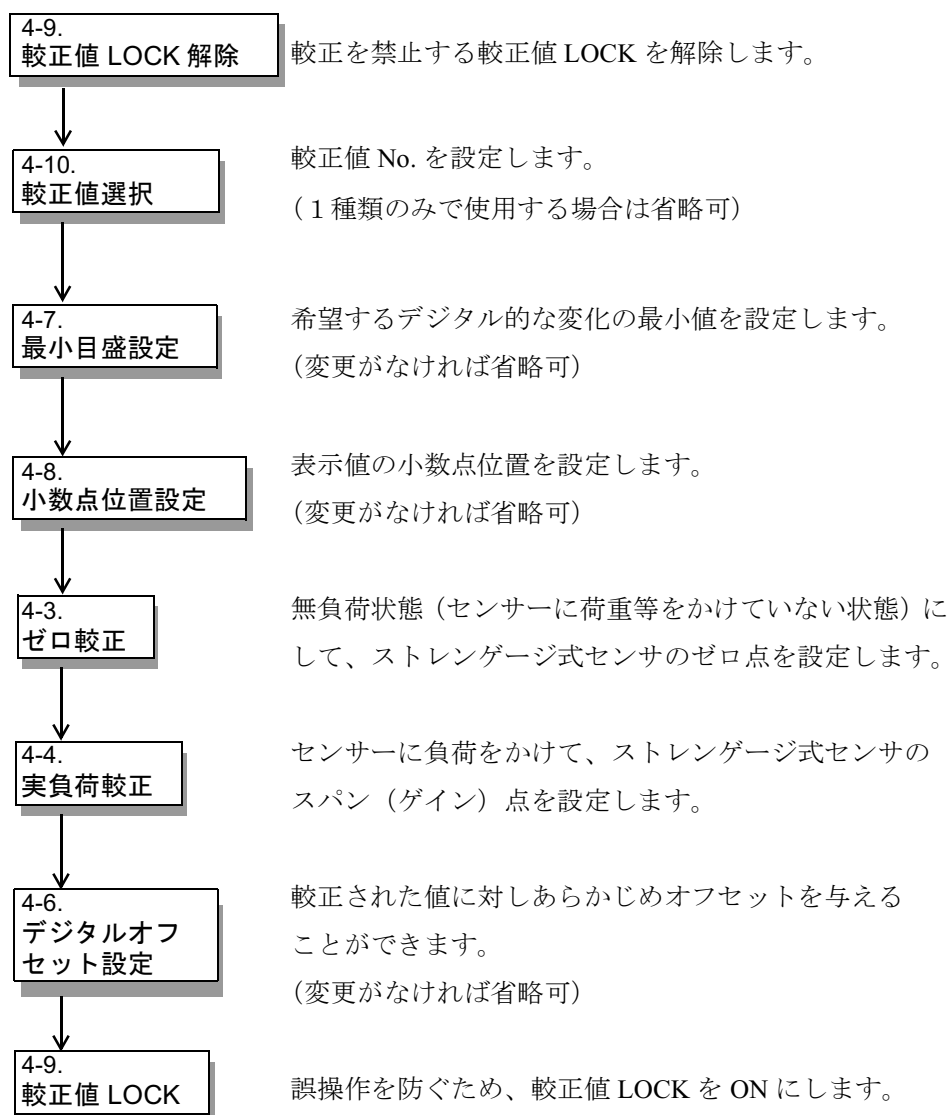 4-9.
較正値 LOCK 解除
較正を禁止する較正値 LOCK を解除します。
4-10.
較正値選択
較正値 No. を設定します。
（１種類のみで使用する場合は省略可）
4-7.
最小目盛設定
希望するデジタル的な変化の最小値を設定します。
（変更がなければ省略可）
4-8.
小数点位置設定
表示値の小数点位置を設定します。
（変更がなければ省略可）
4-3.
ゼロ較正
無負荷状態（センサーに荷重等をかけていない状態）に
して、ストレンゲージ式センサのゼロ点を設定します。
4-4.
実負荷較正
センサーに負荷をかけて、ストレンゲージ式センサの
スパン（ゲイン）点を設定します。
4-6.
デジタルオフ
セット設定
較正された値に対しあらかじめオフセットを与える
ことができます。
（変更がなければ省略可）
4-9.
較正値 LOCK
誤操作を防ぐため、較正値 LOCK を ON にします。